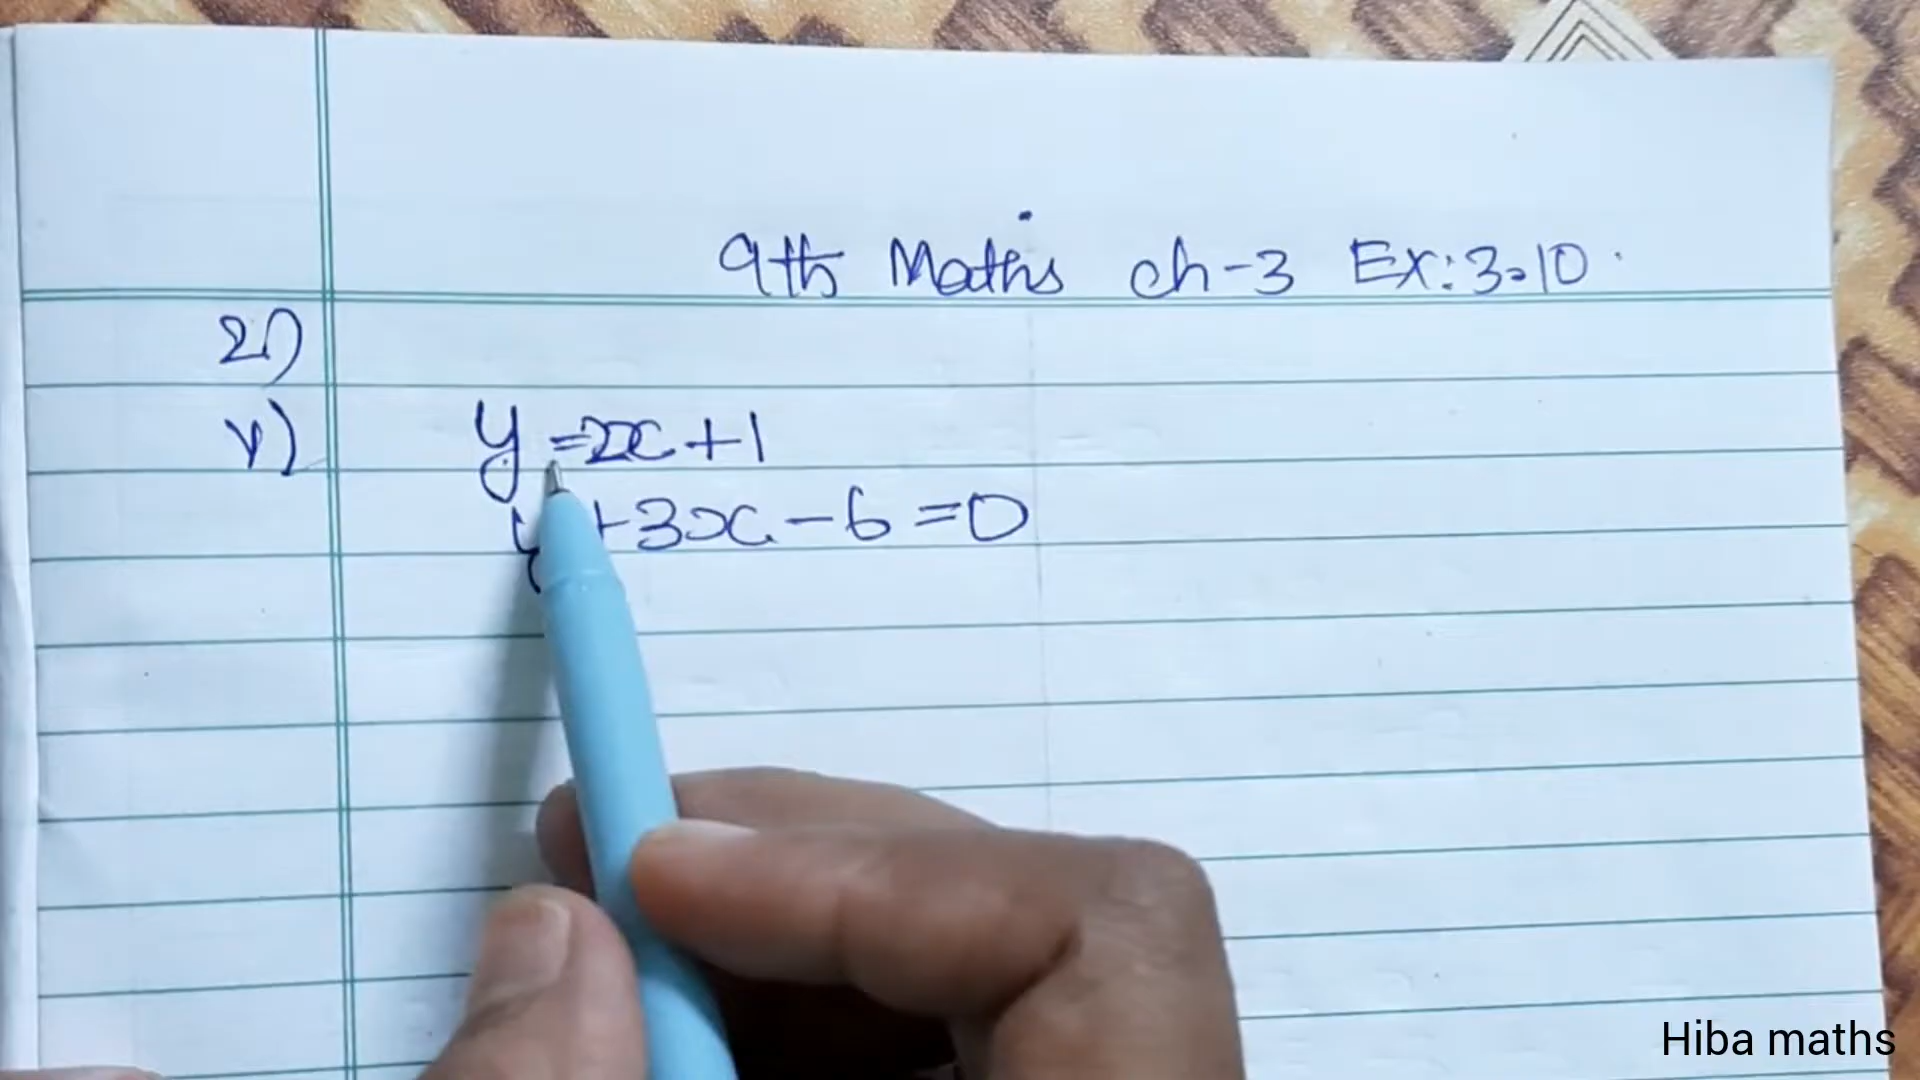 9th Maths ch-3 Ex: 3.10.
2)
v) y = 2x + 1
y + 3x - 6 = 0
Hiba maths